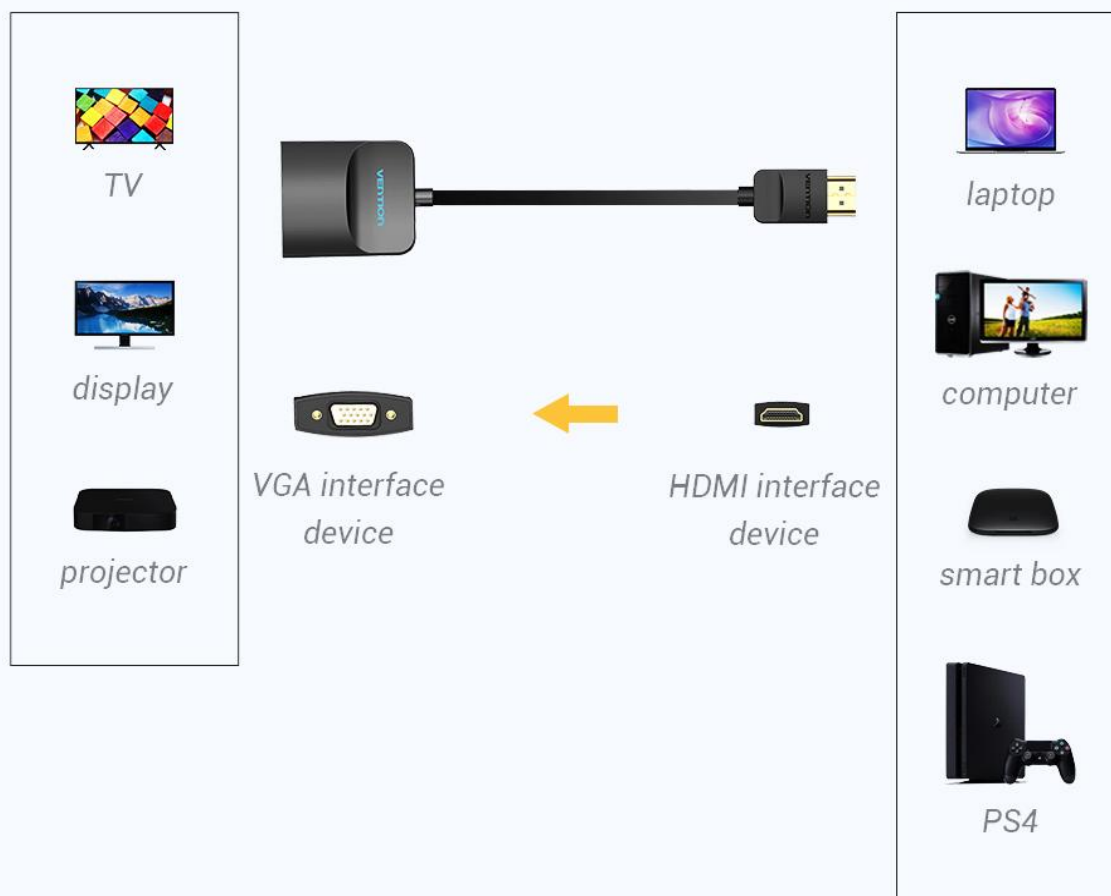 TV
display
projector
VENTION
VENTION
VGA interface
device
HDMI interface
device
laptop
computer
smart box
PS4